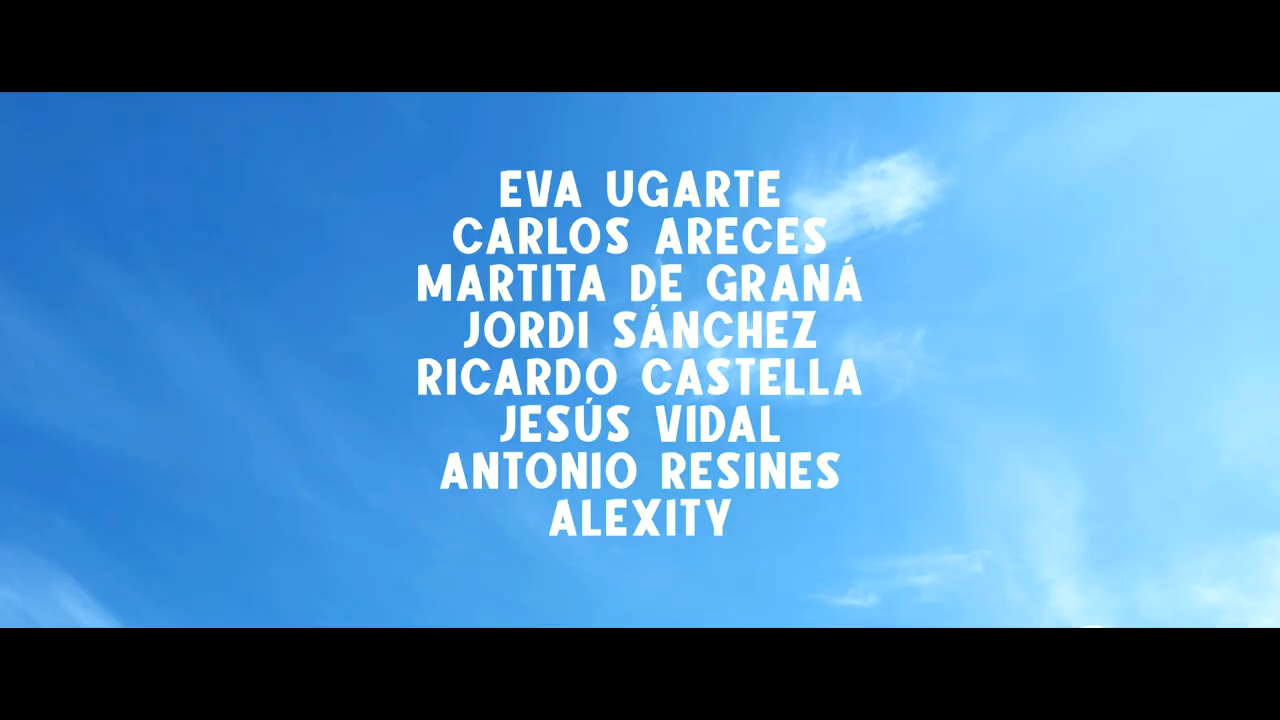 EVA UGARTE
CARLOS ARECES
MARTITA DE GRANÁ
JORDI SÁNCHEZ
RICARDO CASTELLA
JESÚS VIDAL
ANTONIO RESINES
ALEXITY